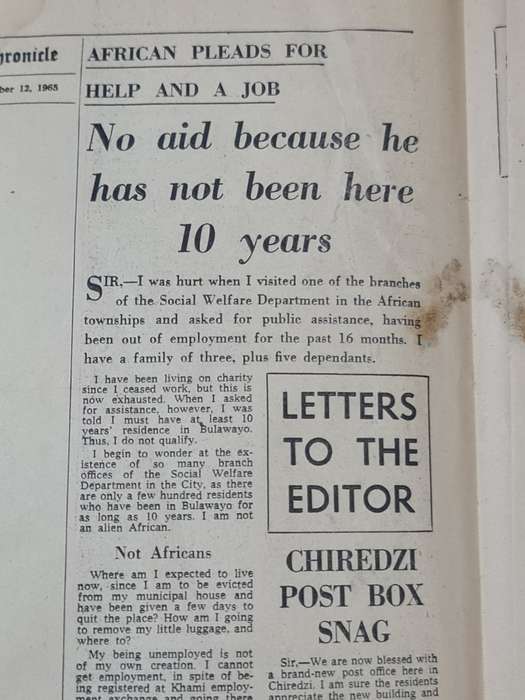 hronicle
ber 12, 1965
AFRICAN PLEADS FOR
HELP AND A JOB
No aid because he
has not been here
10 years
SIR,—I was hurt when I visited one of the branches
of the Social Welfare Department in the African
townships and asked for public assistance, having
been out of employment for the past 16 months. I
have a family of three, plus five dependants.
I have been living on charity
since I ceased work, but this is
now exhausted. When I asked
for assistance, however, I was
told I must have at least 10
years' residence in Bulawayo.
Thus, I do not qualify.
I begin to wonder at the ex-
istence of so many branch
offices of the Social Welfare
Department in the City, as there
are only a few hundred residents
who have been in Bulawayo for
as long as 10 years. I am not
an alien African.
Not Africans
Where am I expected to live
now, since I am to be evicted
from my municipal house and
have been given a few days to
quit the place? How am I going
to remove my little luggage, and
where to?
My being unemployed is not
of my own creation. I cannot
get employment, in spite of be-
ing registered at Khami employ-
ment exchange and going there
LETTERS
TO THE
EDITOR
CHIREDZI
POST BOX
SNAG
Sir,—We are now blessed with
a brand-new post office here in
Chiredzi. I am sure the residents
appreciate the new building and